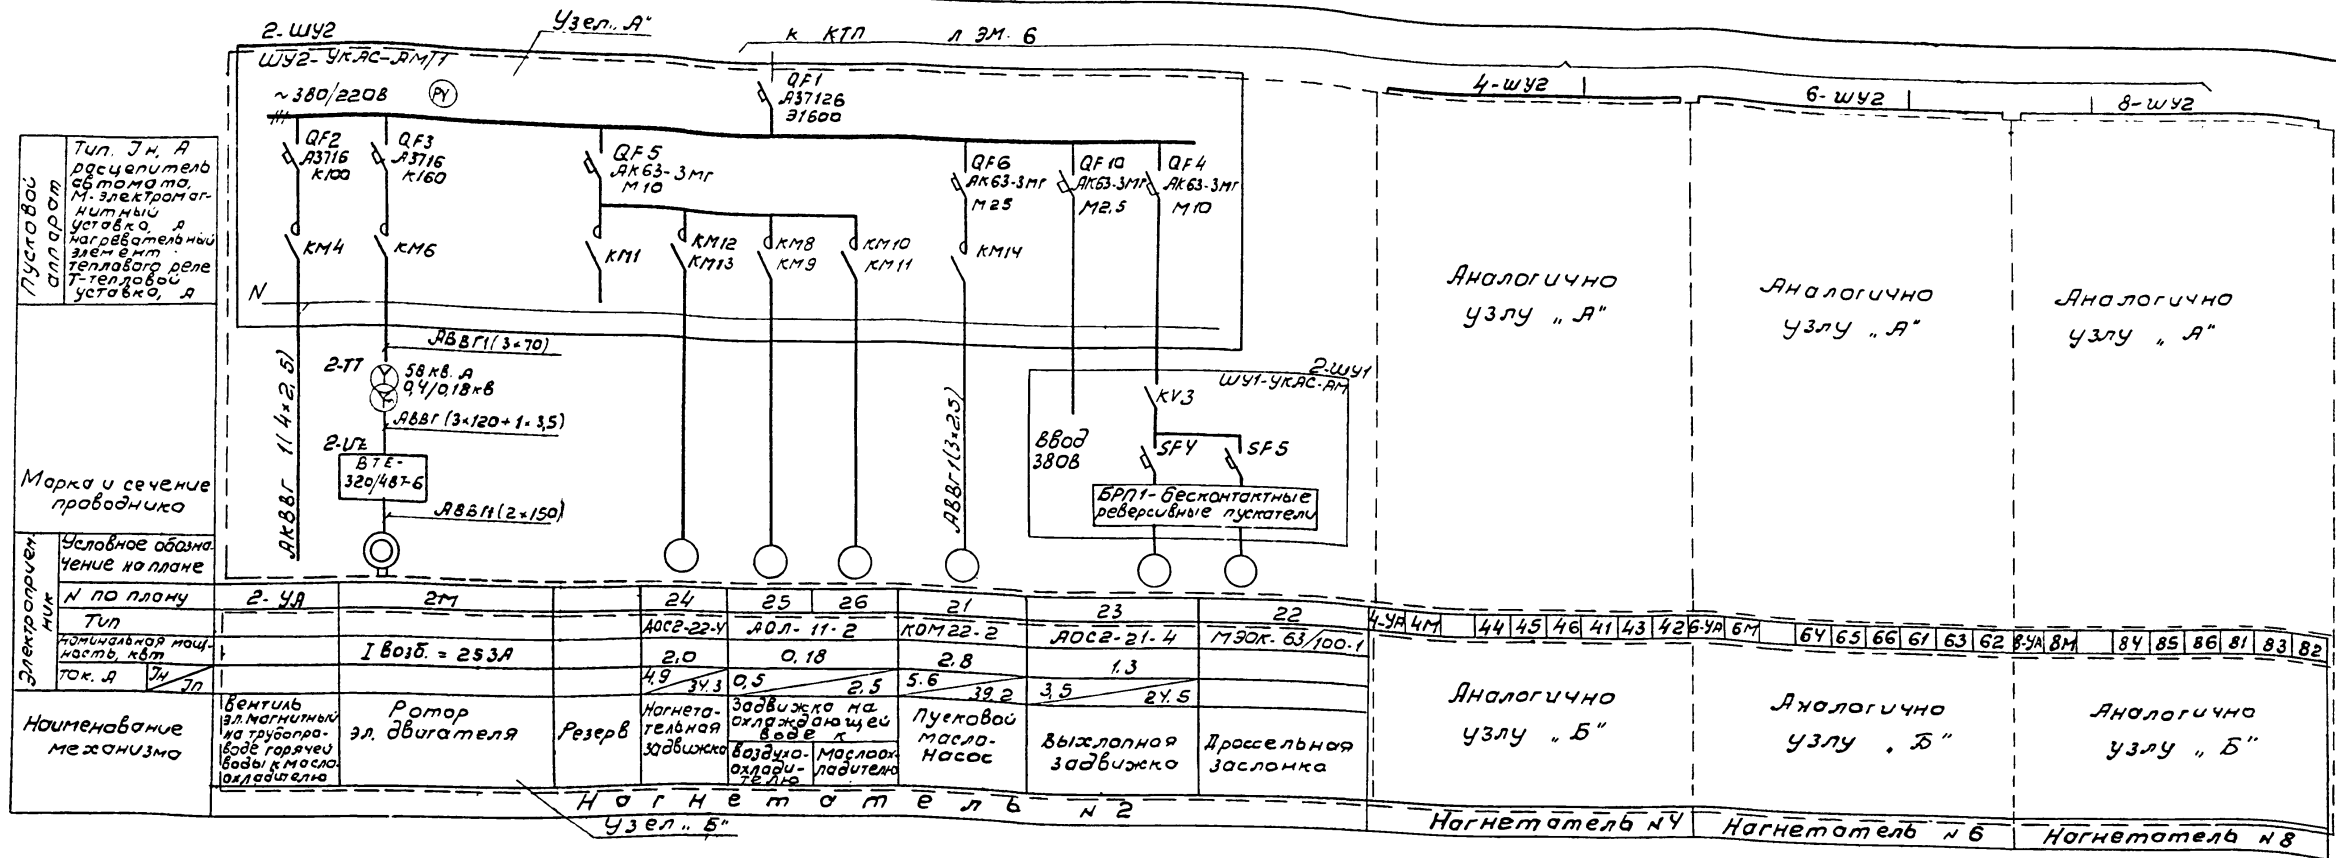 Узел „А"
2-ШУ2
ШУ2-УКАС-АМТ1
к КТП л ЭМ. 6
~380/220В
PУ
QF1
А37126
Э1600
4-ШУ2
6-ШУ2
8-ШУ2
Пусковой аппарат
Тип. Iн, А
расцепитель
автомата,
М-электромаг-
нитный
уставка, А
нагревательный
элемент
теплового реле
Т-тепловой
уставка, А
QF2
А3716
К100
QF3
А3716
К160
QF5
АК63-3МГ
М10
QF6
АК63-3МГ
М25
QF10
АК63-3МГ
М2,5
QF4
АК63-3МГ
М10
КМ4
КМ6
КМ1
КМ12
КМ13
КМ8
КМ9
КМ10
КМ11
КМ14
N
Аналогично
узлу „А"
Аналогично
узлу „А"
Аналогично
узлу „А"
Марка и сечение
проводника
АКВВГ 1(4×2,5)
АВВГ1(3×70)
2-ТТ
58 кв.А
0,4/0,18кв
АВВГ(3×120+1×3,5)
2-UZ
ВТЕ-
320/48Т-6
АВВГ1(2×150)
АВВГ1(3×2,5)
2-ШУ1
ШУ1-УКАС-АМ
КV3
Ввод
380В
SF4
SF5
БРП1-бесконтактные
реверсивные пускатели
Электроприем-
ник
Условное обозна-
чение на плане
N по плану
2-УА
2М
24
25
26
21
23
22
4-УА 4М 44 45 46 41 43 42
6-УА 6М 64 65 66 61 63 62
8-УА 8М 84 85 86 81 83 82
Тип
АОС2-22-4
АОЛ-11-2
КОМ22-2
АОС2-21-4
МЭОК-63/100-1
номинальная мощ-
ность, квт
I возб. = 253А
2,0
0,18
2,8
1.3
ток. А
Iн
Iп
4,9
34.3
0,5
2,5
5.6
39.2
3,5
24.5
Наименование
механизма
Вентиль
эл.магнитный
на трубопро-
воде горячей
воды к масло-
охладителю
Ротор
эл. двигателя
Резерв
Нагнета-
тельная
задвижка
Задвижка на
охлаждающей
воде к
воздухо-
охлади-
телю
Маслоох-
ладителю
Пусковой
масло-
насос
Выхлопная
задвижка
Дроссельная
заслонка
Аналогично
узлу „Б"
Аналогично
узлу „Б"
Аналогично
узлу „Б"
Нагнетатель N2
Нагнетатель N4
Нагнетатель N6
Нагнетатель N8
Узел „Б"